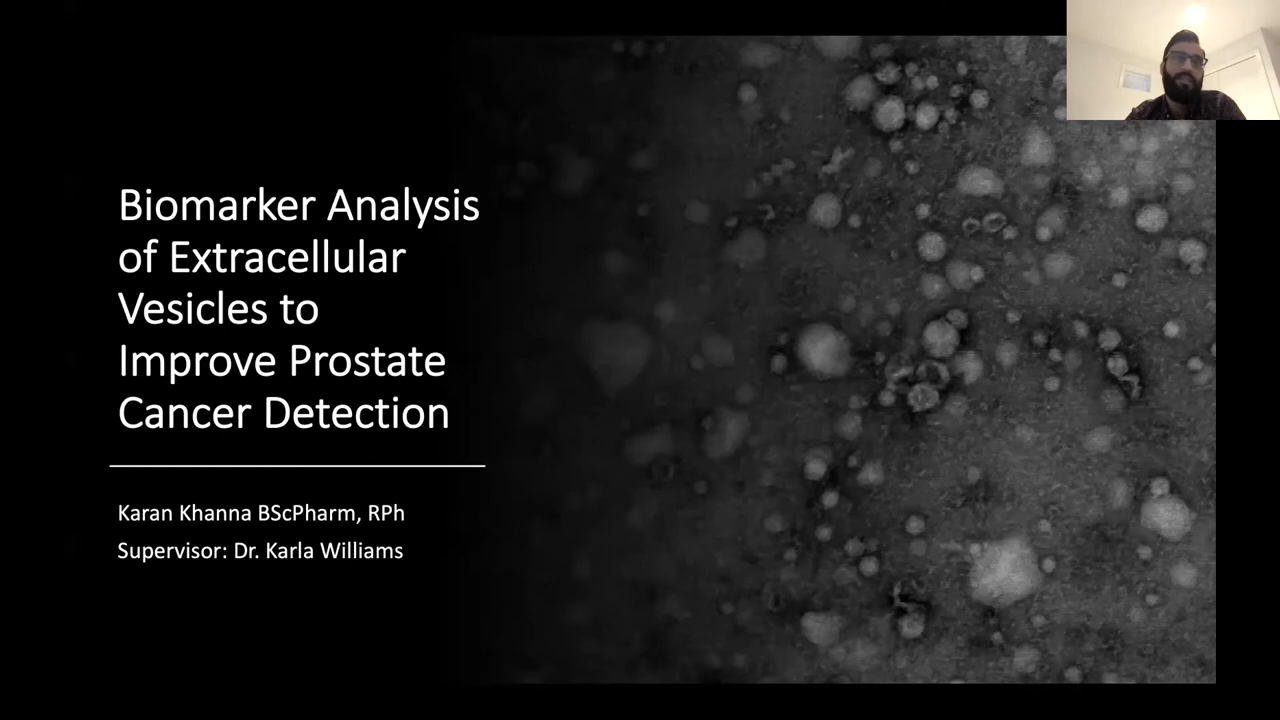 Biomarker Analysis
of Extracellular
Vesicles to
Improve Prostate
Cancer Detection
Karan Khanna BScPharm, RPh
Supervisor: Dr. Karla Williams